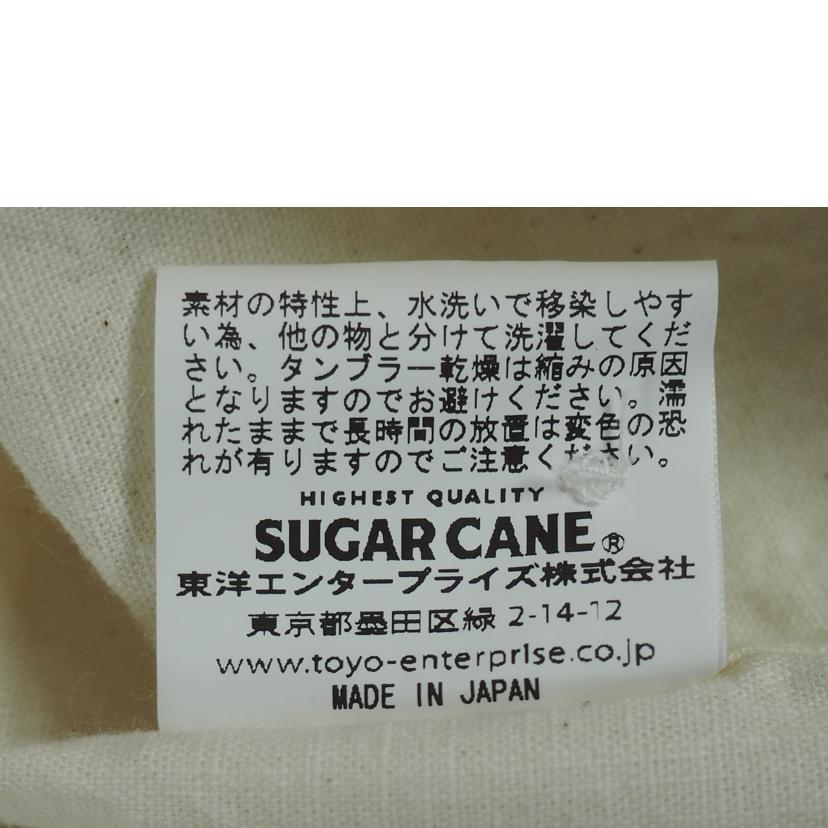 素材の特性上、水洗いで移染しやす
い為、他の物と分けて洗濯してくだ
さい。タンブラー乾燥は縮みの原因
となりますのでお避けください。濡
れたままで長時間の放置は変色の恐
れが有りますのでご注意ください。
HIGHEST QUALITY
SUGAR CANE®
東洋エンタープライズ株式会社
東京都墨田区緑 2-14-12
www.toyo-enterprise.co.jp
MADE IN JAPAN